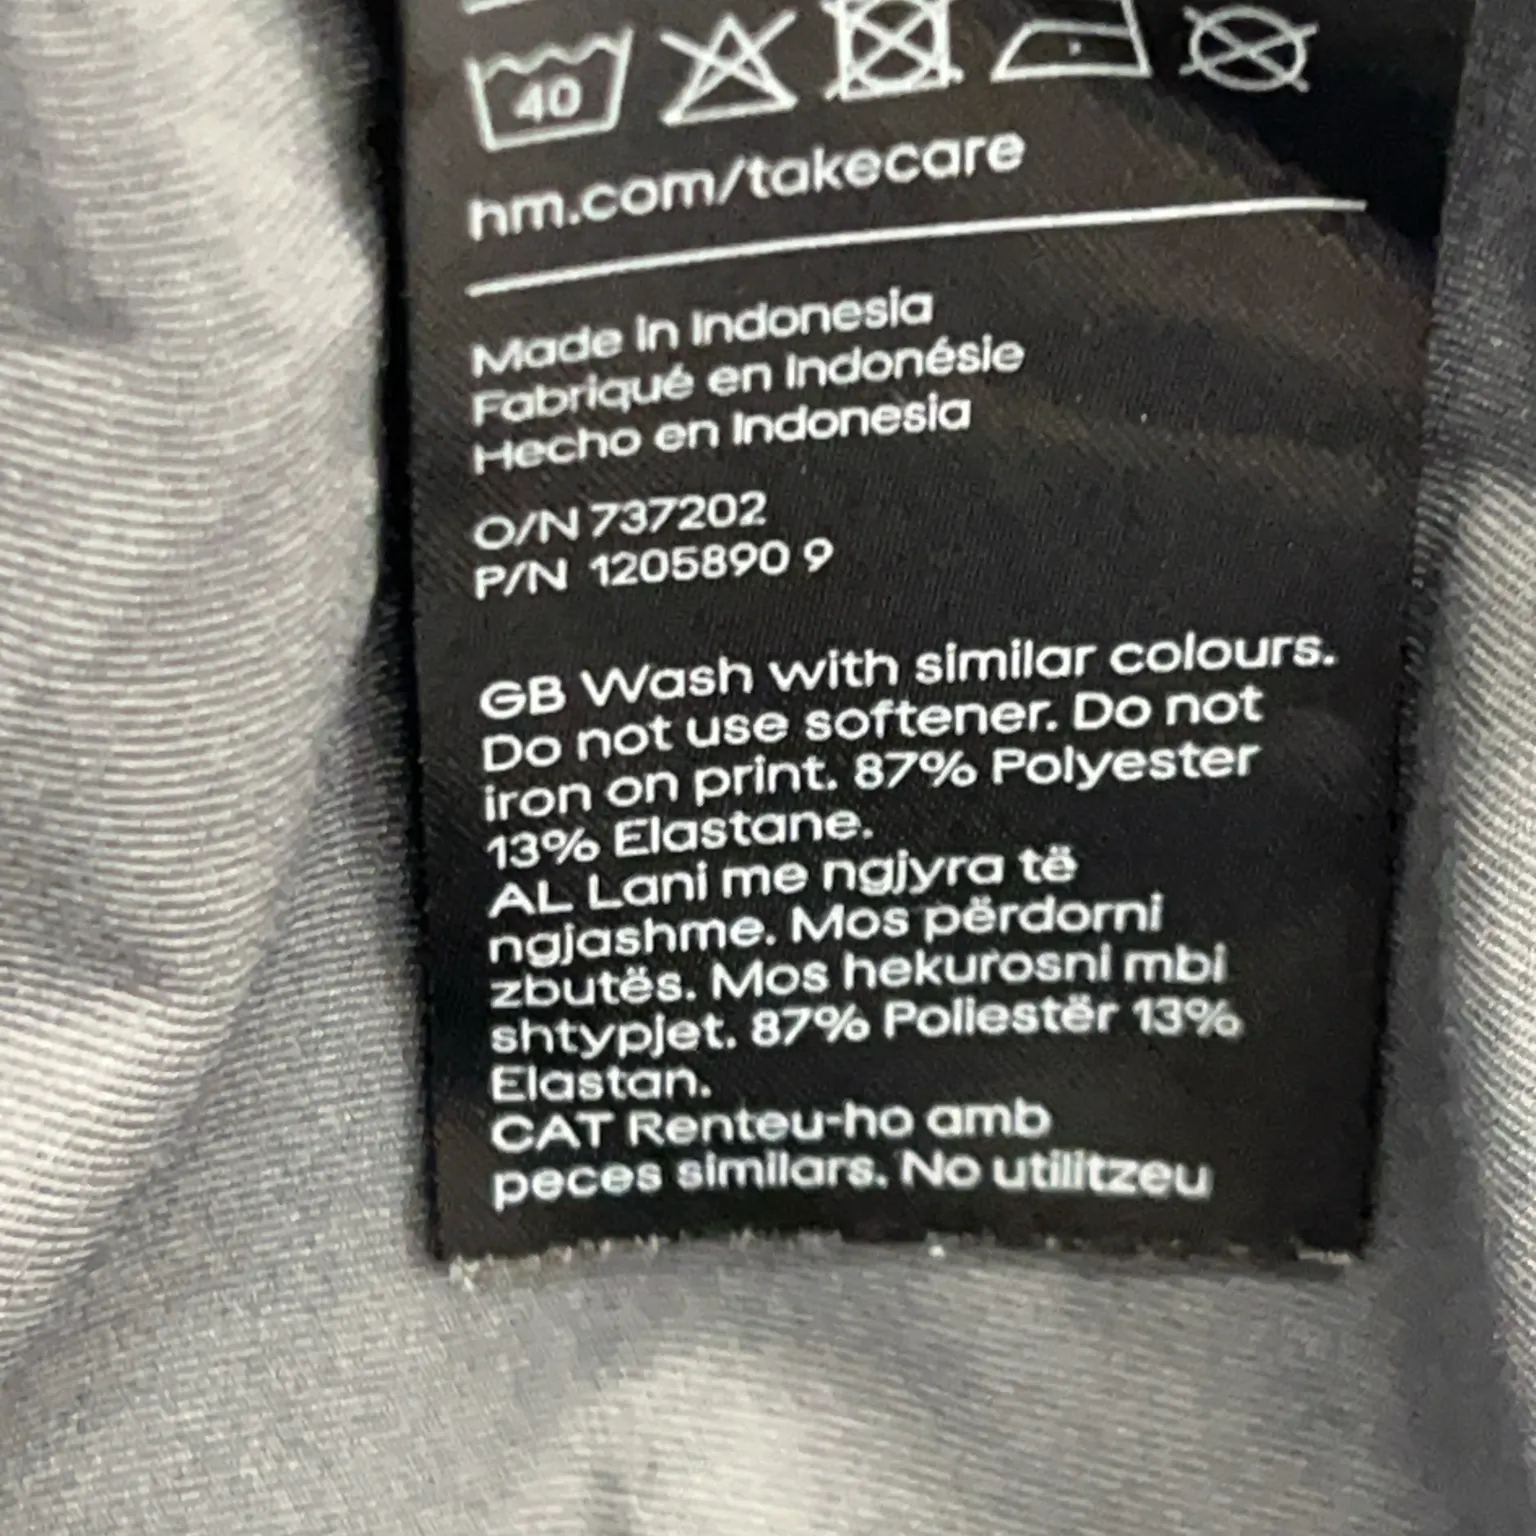 40
hm.com/takecare
Made in Indonesia
Fabriqué en Indonésie
Hecho en Indonesia
O/N 737202
P/N 1205890 9
GB Wash with similar colours.
Do not use softener. Do not
iron on print. 87% Polyester
13% Elastane.
AL Lani me ngjyra të
ngjashme. Mos përdorni
zbutës. Mos hekurosni mbi
shtypjet. 87% Poliestër 13%
Elastan.
CAT Renteu-ho amb
peces similars. No utilitzeu